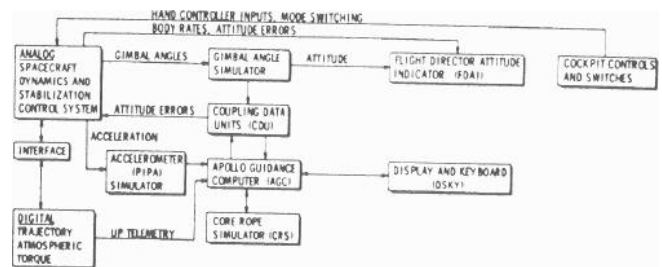 HAND CONTROLLER INPUTS, MODE SWITCHING
BODY RATES, ATTITUDE ERRORS
ANALOG
SPACECRAFT
DYNAMICS AND
STABILIZATION
CONTROL SYSTEM
GIMBAL ANGLES
GIMBAL ANGLE
SIMULATOR
ATTITUDE
FLIGHT DIRECTOR ATTITUDE
INDICATOR (FDAI)
COCKPIT CONTROLS
AND SWITCHES
ATTITUDE ERRORS
COUPLING DATA
UNITS (CDU)
ACCELERATION
INTERFACE
ACCELEROMETER
(PIPA)
SIMULATOR
APOLLO GUIDANCE
COMPUTER (AGC)
DISPLAY AND KEYBOARD
(DSKY)
DIGITAL
TRAJECTORY
ATMOSPHERIC
TORQUE
UP TELEMETRY
CORE ROPE
SIMULATOR (CRS)